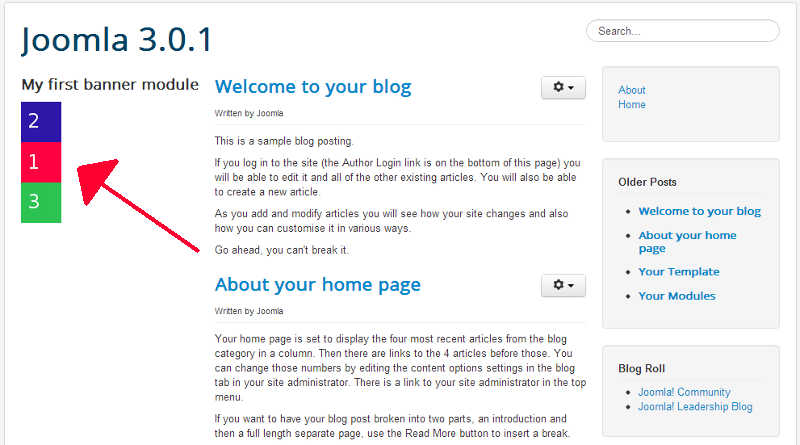 Joomla 3.0.1
Search...
My first banner module
2
1
3
Welcome to your blog
Written by Joomla
This is a sample blog posting.
If you log in to the site (the Author Login link is on the bottom of this page) you
will be able to edit it and all of the other existing articles. You will also be able
to create a new article.
As you add and modify articles you will see how your site changes and also
how you can customise it in various ways.
Go ahead, you can't break it.
About your home page
Written by Joomla
Your home page is set to display the four most recent articles from the blog
category in a column. Then there are links to the 4 articles before those. You
can change those numbers by editing the content options settings in the blog
tab in your site administrator. There is a link to your site administrator in the top
menu.
If you want to have your blog post broken into two parts, an introduction and
then a full length separate page, use the Read More button to insert a break.
About
Home
Older Posts
Welcome to your blog
About your home
page
Your Template
Your Modules
Blog Roll
Joomla! Community
Joomla! Leadership Blog